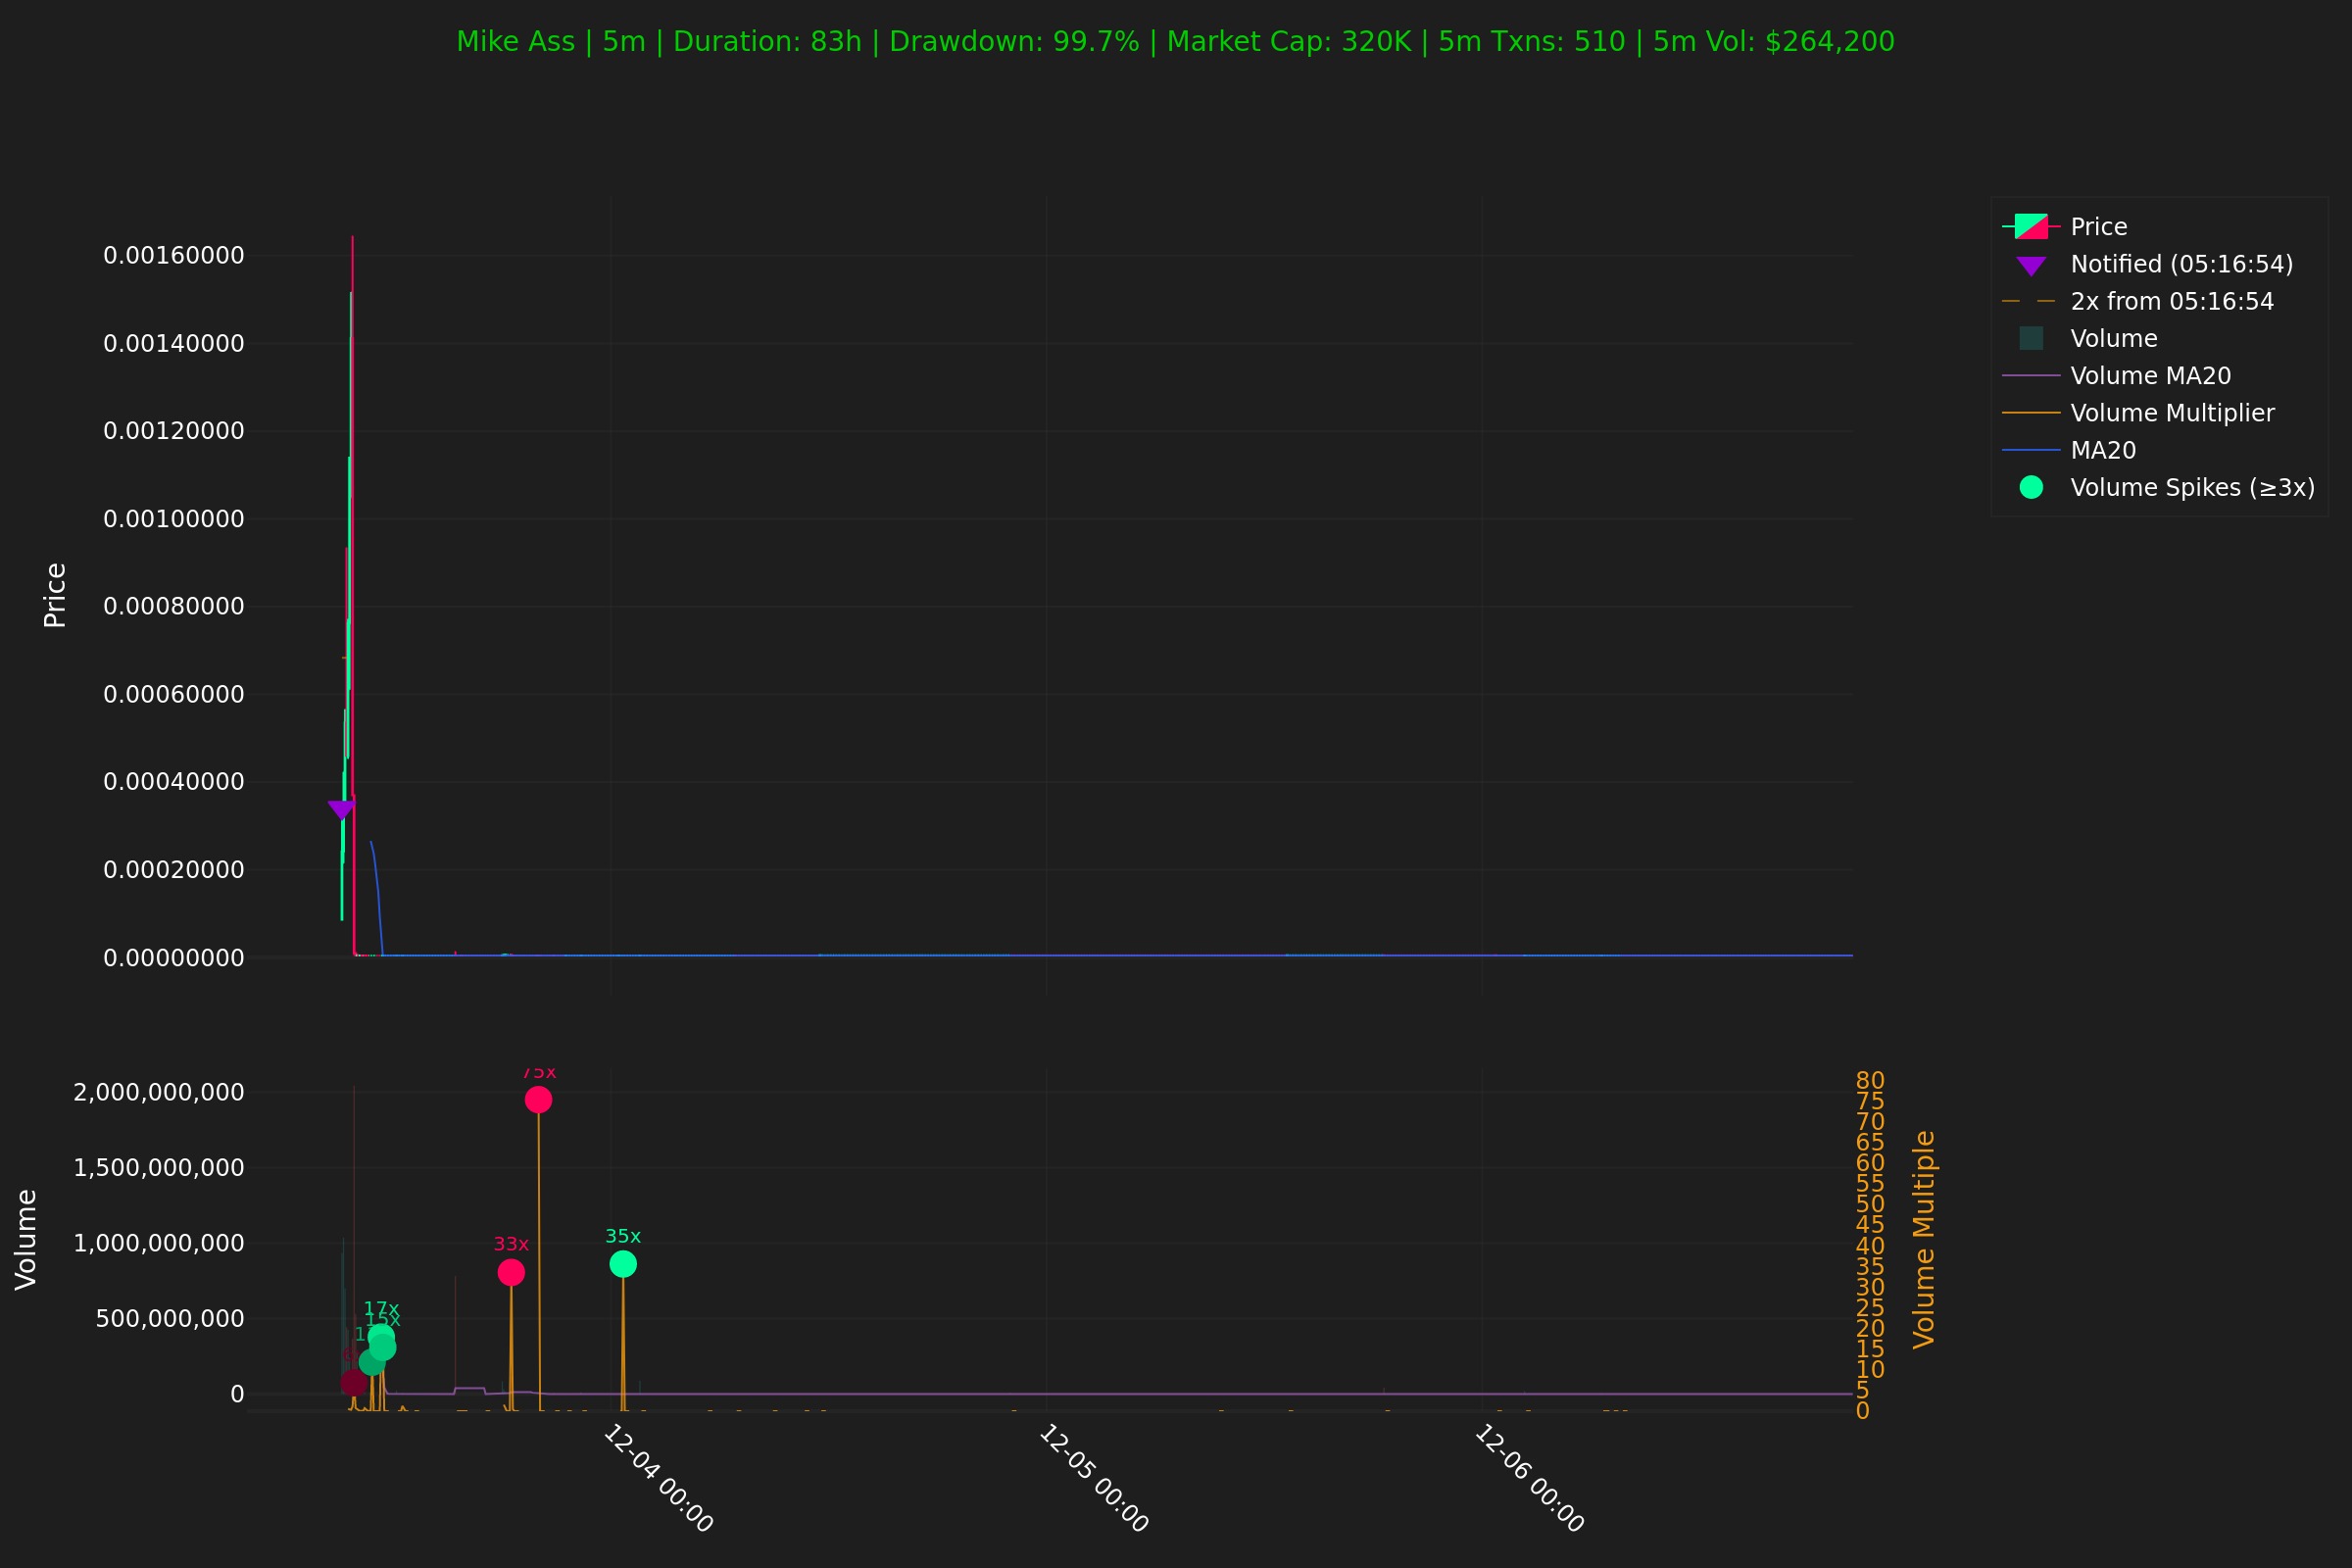 Mike Ass | 5m | Duration: 83h | Drawdown: 99.7% | Market Cap: 320K | 5m Txns: 510 | 5m Vol: $264,200
Price
0.00160000
0.00140000
0.00120000
0.00100000
0.00080000
0.00060000
0.00040000
0.00020000
0.00000000
Price
Notified (05:16:54)
2x from 05:16:54
Volume
Volume MA20
Volume Multiplier
MA20
Volume Spikes (≥3x)
Volume
2,000,000,000
1,500,000,000
1,000,000,000
500,000,000
0
17x
15x
33x
75x
35x
80
75
70
65
60
55
50
45
40
35
30
25
20
15
10
5
0
Volume Multiple
12-04 00:00
12-05 00:00
12-06 00:00